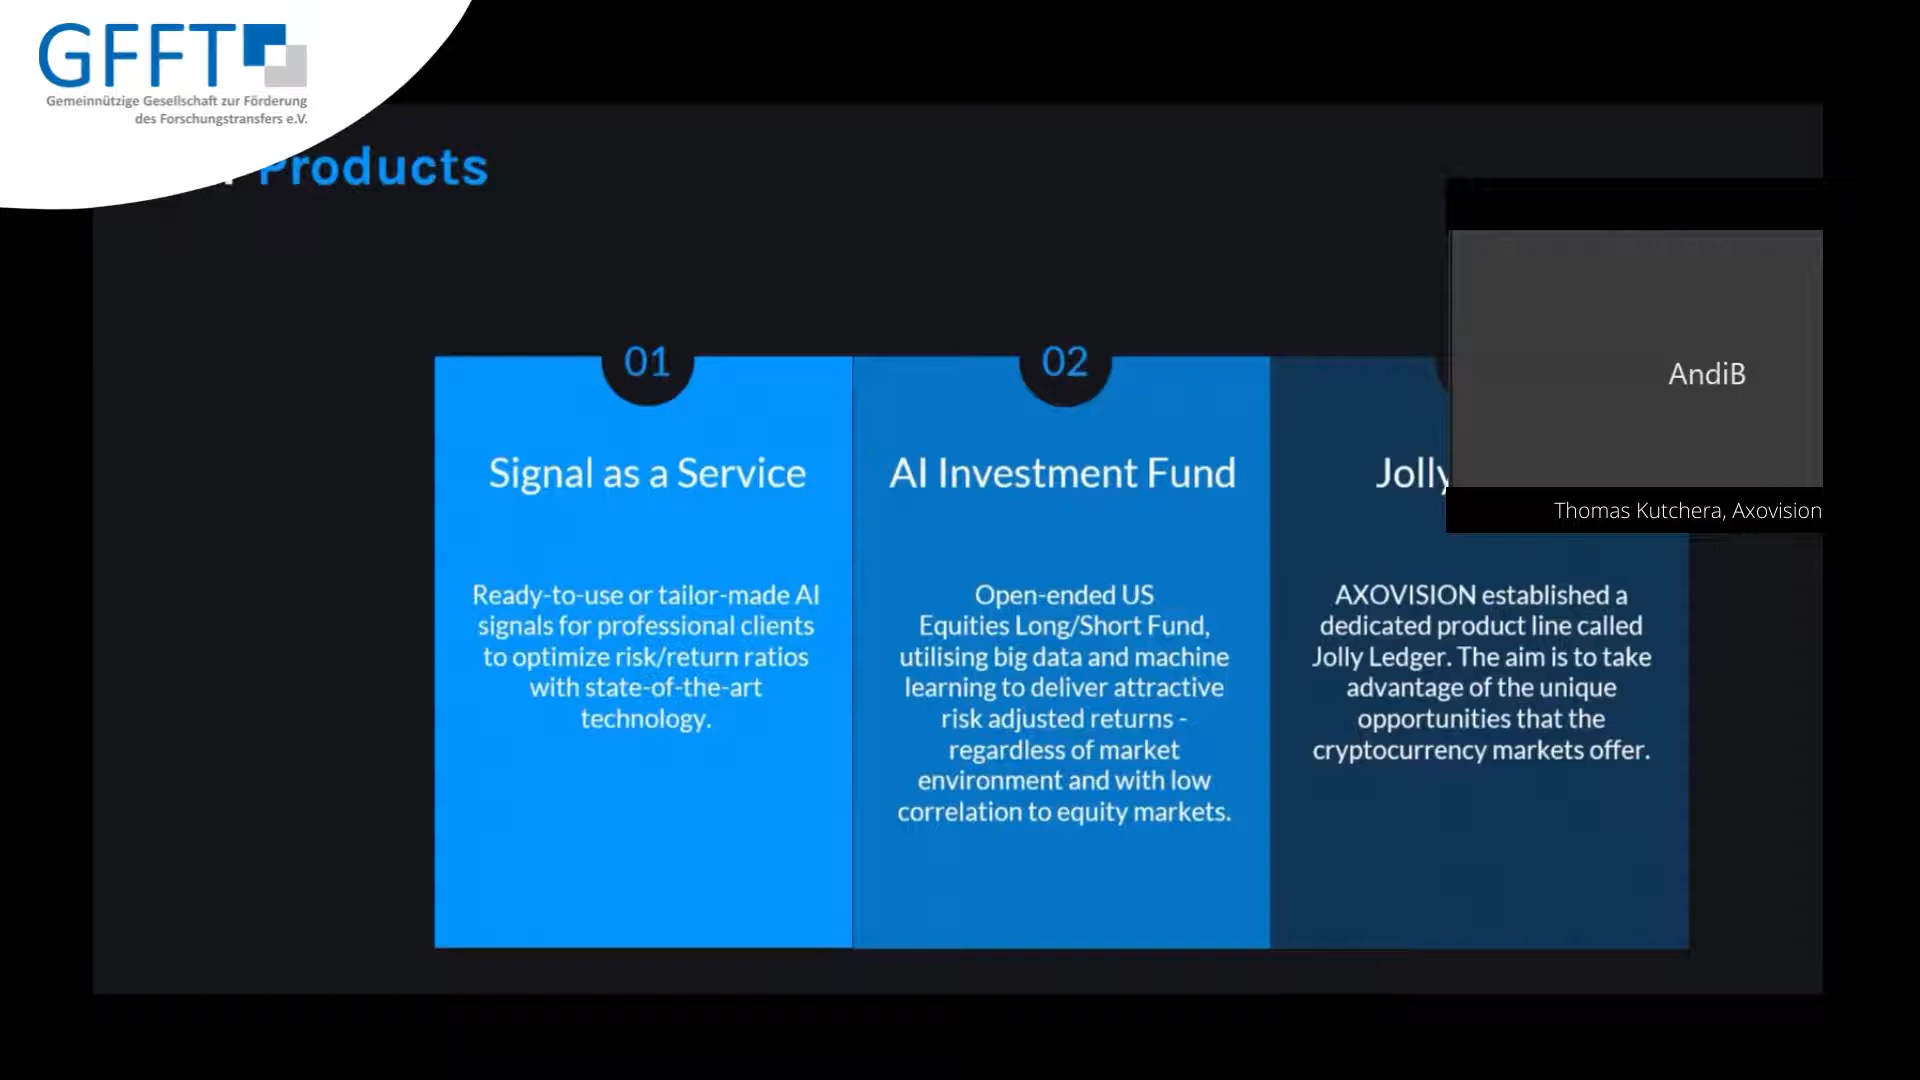 GFFT
Gemeinnützige Gesellschaft zur Förderung
des Forschungstransfers e.V.
Products
AndiB
Thomas Kutchera, Axovision
01
Signal as a Service
Ready-to-use or tailor-made AI
signals for professional clients
to optimize risk/return ratios
with state-of-the-art
technology.
02
AI Investment Fund
Open-ended US
Equities Long/Short Fund,
utilising big data and machine
learning to deliver attractive
risk adjusted returns -
regardless of market
environment and with low
correlation to equity markets.
Jolly
AXOVISION established a
dedicated product line called
Jolly Ledger. The aim is to take
advantage of the unique
opportunities that the
cryptocurrency markets offer.